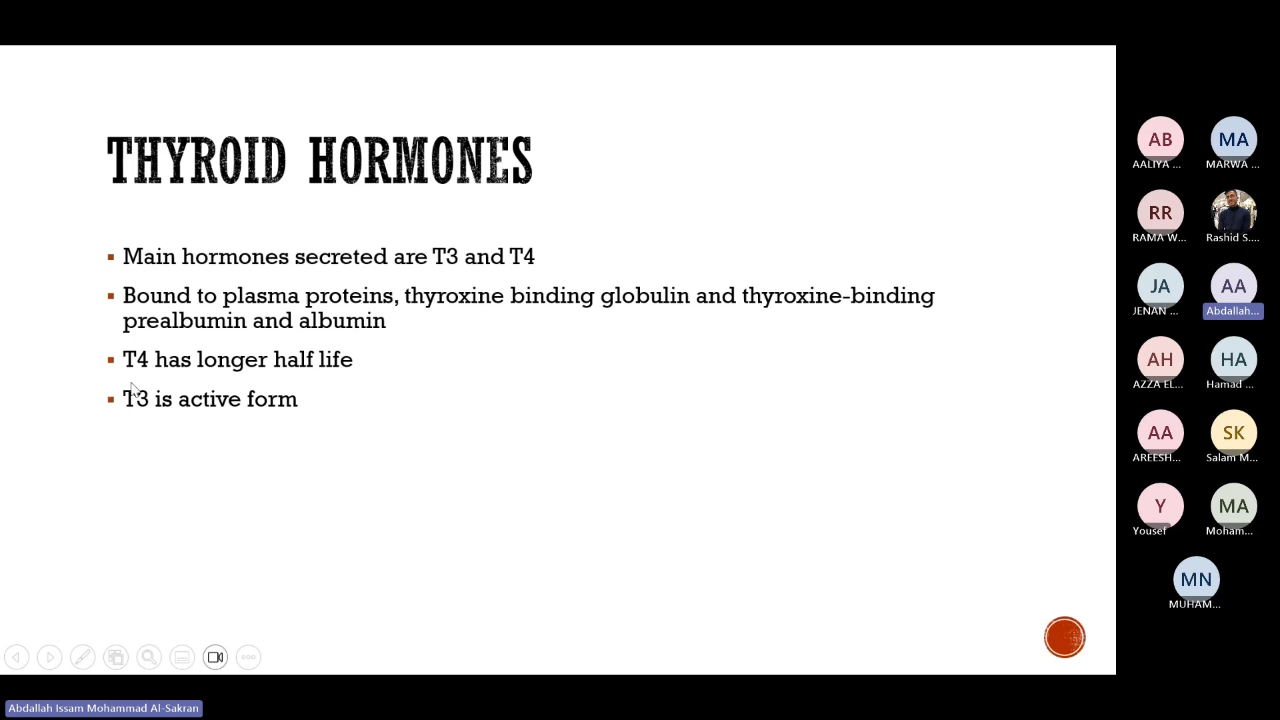 THYROID HORMONES
▪ Main hormones secreted are T3 and T4
▪ Bound to plasma proteins, thyroxine binding globulin and thyroxine-binding
prealbumin and albumin
▪ T4 has longer half life
▪ T3 is active form
AB MA
AALIYA ... MARWA ...
RR
RAMA W... Rashid S....
JA AA
JENAN ... Abdallah...
AH HA
AZZA EL... Hamad ...
AA SK
AREESH... Salam M...
Y MA
Yousef Moham...
MN
MUHAM...
Abdallah Issam Mohammad Al-Sakran